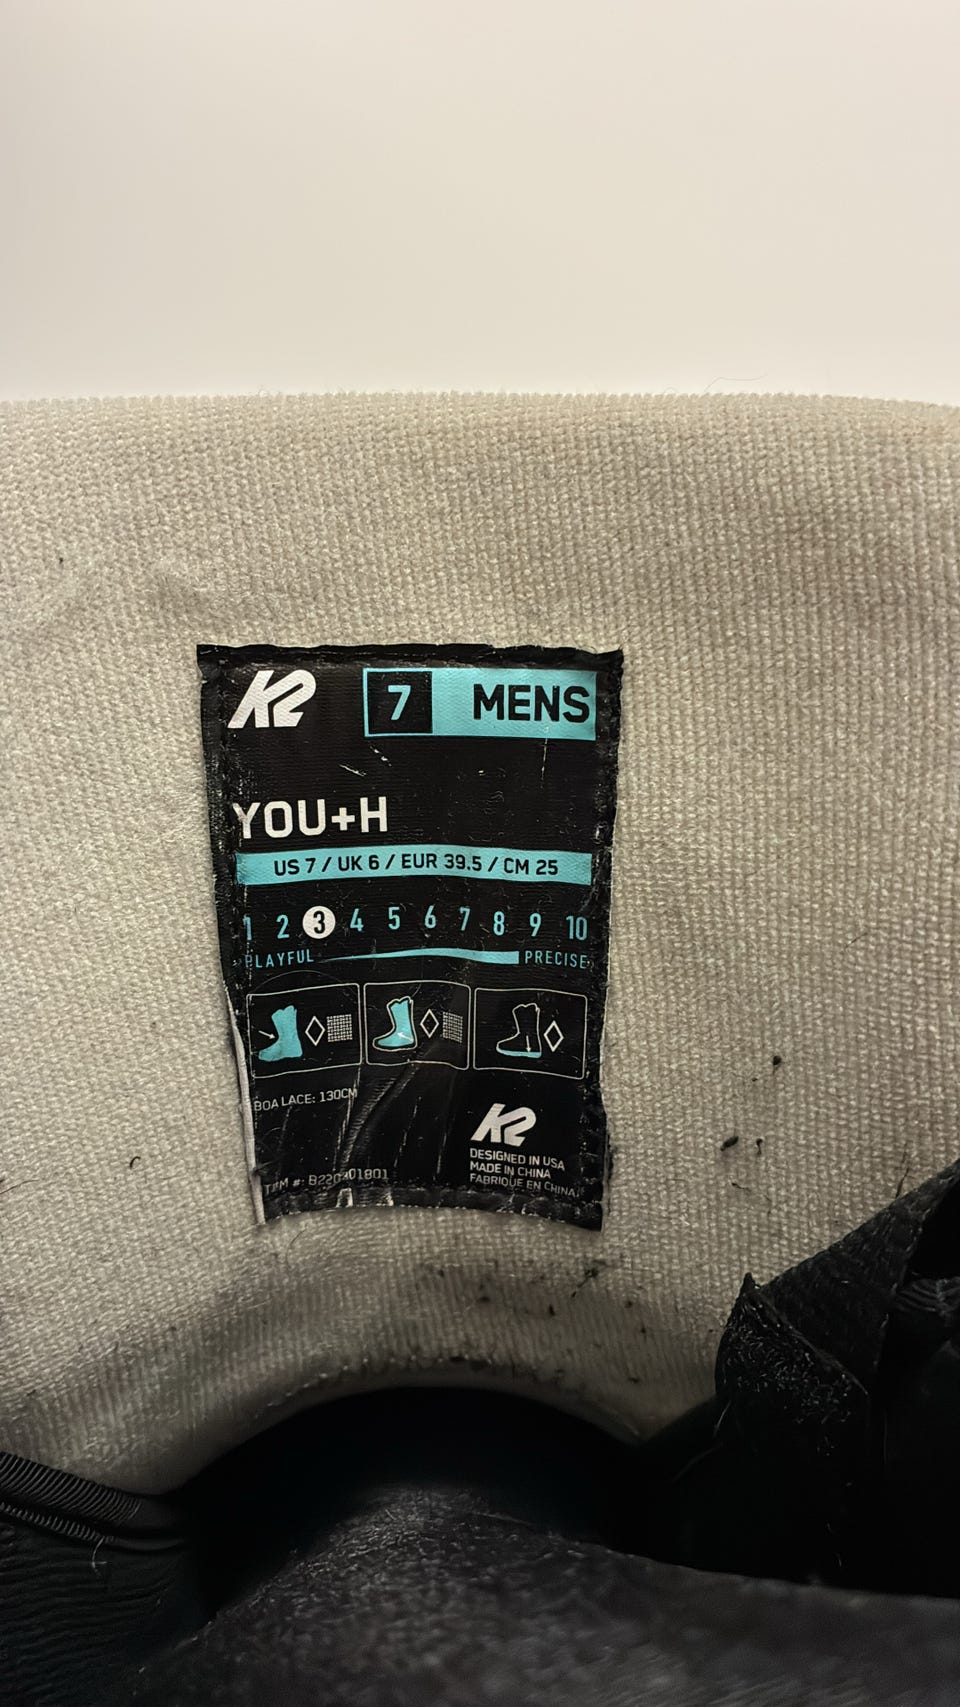 K2 7 MENS
YOU+H
US 7 / UK 6 / EUR 39.5 / CM 25
1 2 3 4 5 6 7 8 9 10
PLAYFUL PRECISE
BOA LACE: 130CM
K2
DESIGNED IN USA
MADE IN CHINA
FABRIQUE EN CHINA
ITEM #: